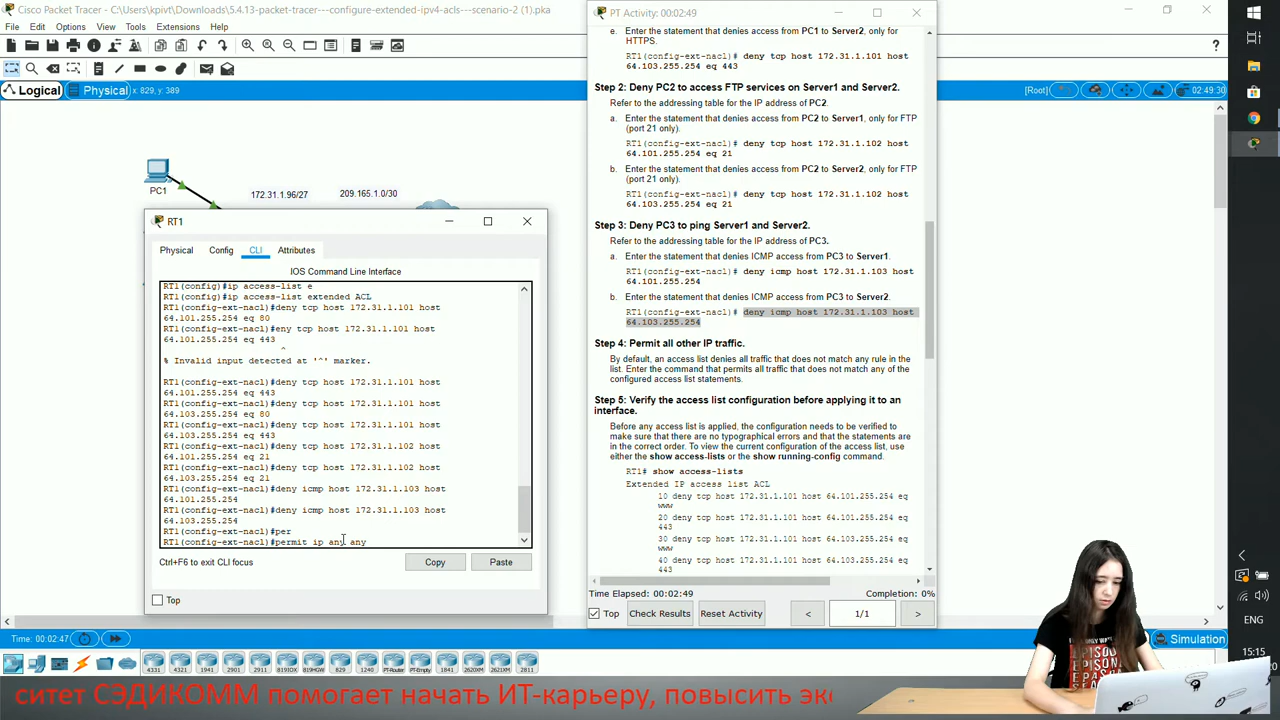 Cisco Packet Tracer - C:\Users\kpivt\Downloads\5.4.13-packet-tracer---configure-extended-ipv4-acls---scenario-2 (1).pka
File Edit Options View Tools Extensions Window Help
Logical Physical x: 829, y: 389
[Root] 02:49:30
PC1
172.31.1.96/27
209.165.1.0/30
RT1
Physical Config CLI Attributes
IOS Command Line Interface
RT1(config)#ip access-list e
RT1(config)#ip access-list extended ACL
RT1(config-ext-nacl)#deny tcp host 172.31.1.101 host
64.101.255.254 eq 80
RT1(config-ext-nacl)#eny tcp host 172.31.1.101 host
64.101.255.254 eq 443
^
% Invalid input detected at '^' marker.
RT1(config-ext-nacl)#deny tcp host 172.31.1.101 host
64.101.255.254 eq 443
RT1(config-ext-nacl)#deny tcp host 172.31.1.101 host
64.103.255.254 eq 80
RT1(config-ext-nacl)#deny tcp host 172.31.1.101 host
64.103.255.254 eq 443
RT1(config-ext-nacl)#deny tcp host 172.31.1.102 host
64.101.255.254 eq 21
RT1(config-ext-nacl)#deny tcp host 172.31.1.102 host
64.103.255.254 eq 21
RT1(config-ext-nacl)#deny icmp host 172.31.1.103 host
64.101.255.254
RT1(config-ext-nacl)#deny icmp host 172.31.1.103 host
64.103.255.254
RT1(config-ext-nacl)#per
RT1(config-ext-nacl)#permit ip any any
Ctrl+F6 to exit CLI focus
Copy
Paste
Top
PT Activity: 00:02:49
e. Enter the statement that denies access from PC1 to Server2, only for
HTTPS.
RT1(config-ext-nacl)# deny tcp host 172.31.1.101 host
64.103.255.254 eq 443
Step 2: Deny PC2 to access FTP services on Server1 and Server2.
Refer to the addressing table for the IP address of PC2.
a. Enter the statement that denies access from PC2 to Server1, only for FTP
(port 21 only).
RT1(config-ext-nacl)# deny tcp host 172.31.1.102 host
64.101.255.254 eq 21
b. Enter the statement that denies access from PC2 to Server2, only for FTP
(port 21 only).
RT1(config-ext-nacl)# deny tcp host 172.31.1.102 host
64.103.255.254 eq 21
Step 3: Deny PC3 to ping Server1 and Server2.
Refer to the addressing table for the IP address of PC3.
a. Enter the statement that denies ICMP access from PC3 to Server1.
RT1(config-ext-nacl)# deny icmp host 172.31.1.103 host
64.101.255.254
b. Enter the statement that denies ICMP access from PC3 to Server2.
RT1(config-ext-nacl)# deny icmp host 172.31.1.103 host
64.103.255.254
Step 4: Permit all other IP traffic.
By default, an access list denies all traffic that does not match any rule in the
list. Enter the command that permits all traffic that does not match any of the
configured access list statements.
Step 5: Verify the access list configuration before applying it to an
interface.
Before any access list is applied, the configuration needs to be verified to
make sure that there are no typographical errors and that the statements are
in the correct order. To view the current configuration of the access list, use
either the show access-lists or the show running-config command.
RT1# show access-lists
Extended IP access list ACL
10 deny tcp host 172.31.1.101 host 64.101.255.254 eq
www
20 deny tcp host 172.31.1.101 host 64.101.255.254 eq
443
30 deny tcp host 172.31.1.101 host 64.103.255.254 eq
www
40 deny tcp host 172.31.1.101 host 64.103.255.254 eq
443
Time Elapsed: 00:02:49
Completion: 0%
Top Check Results Reset Activity < 1/1 >
Time: 00:02:47
Simulation
4331 4321 1941 2901 2911 819IOX 819HGW 829 1240 PT-Router PT-Empty 1841 2620XM 2621XM 2811
ENG
15:15
ситет СЭДИКОММ помогает начать ИТ-карьеру, повысить экс